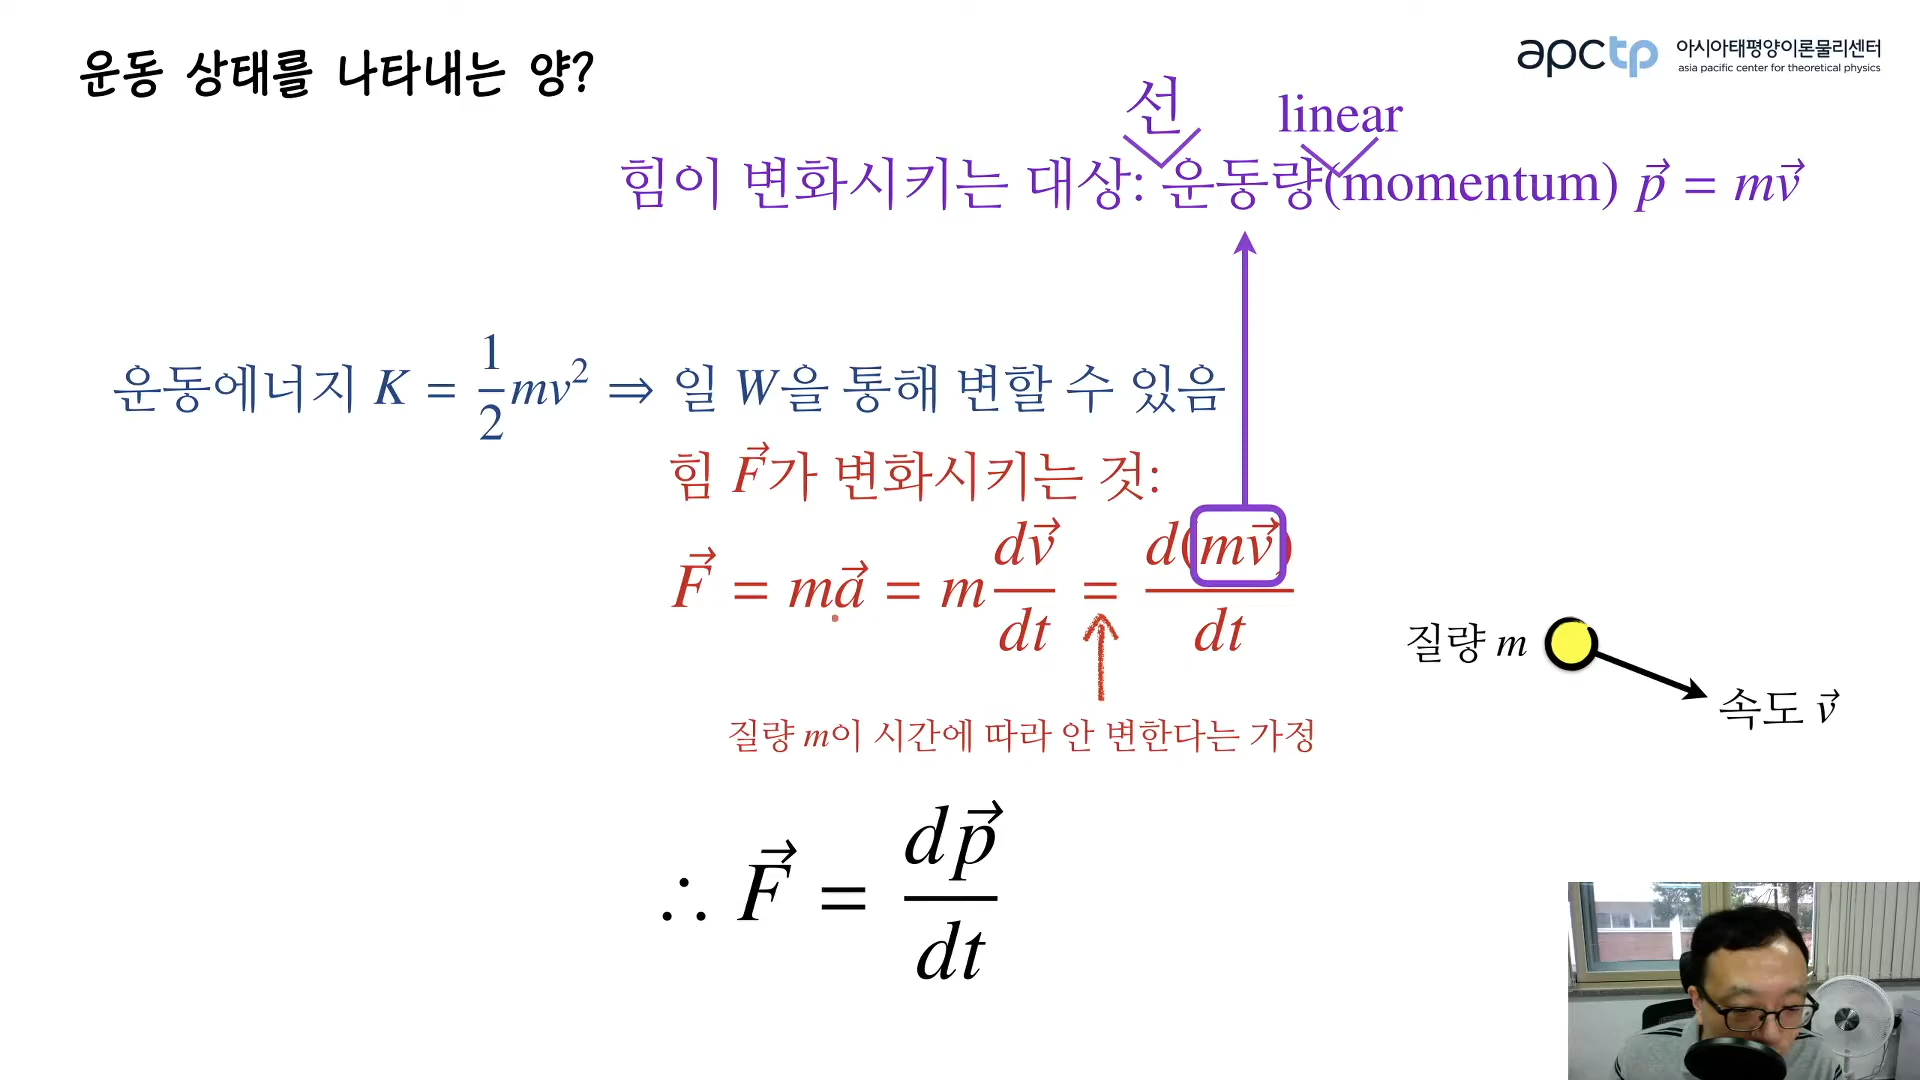 운동 상태를 나타내는 양?
apctp 아시아태평양이론물리센터
asia pacific center for theoretical physics
선 linear
힘이 변화시키는 대상: 운동량(momentum) p⃗ = mv⃗
운동에너지 K = 1/2 mv² ⇒ 일 W을 통해 변할 수 있음
힘 F⃗가 변화시키는 것:
F⃗ = ma⃗ = m dv⃗/dt = d(mv⃗)/dt
질량 m
속도 v⃗
질량 m이 시간에 따라 안 변한다는 가정
∴ F⃗ = dp⃗/dt